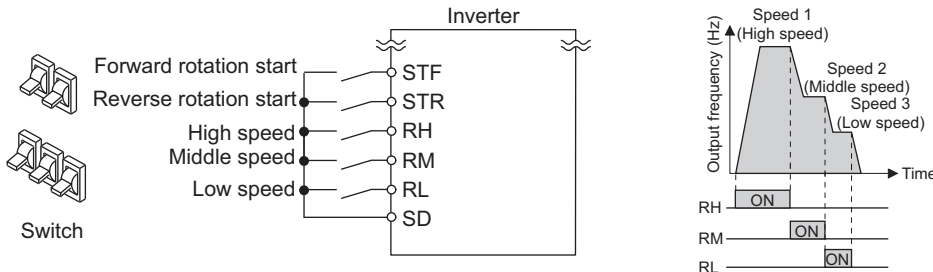 Inverter
Forward rotation start
STF
Reverse rotation start
STR
High speed
RH
Middle speed
RM
Low speed
RL
SD
Switch
Output frequency (Hz)
Speed 1
(High speed)
Speed 2
(Middle speed)
Speed 3
(Low speed)
Time
RH
ON
RM
ON
RL
ON